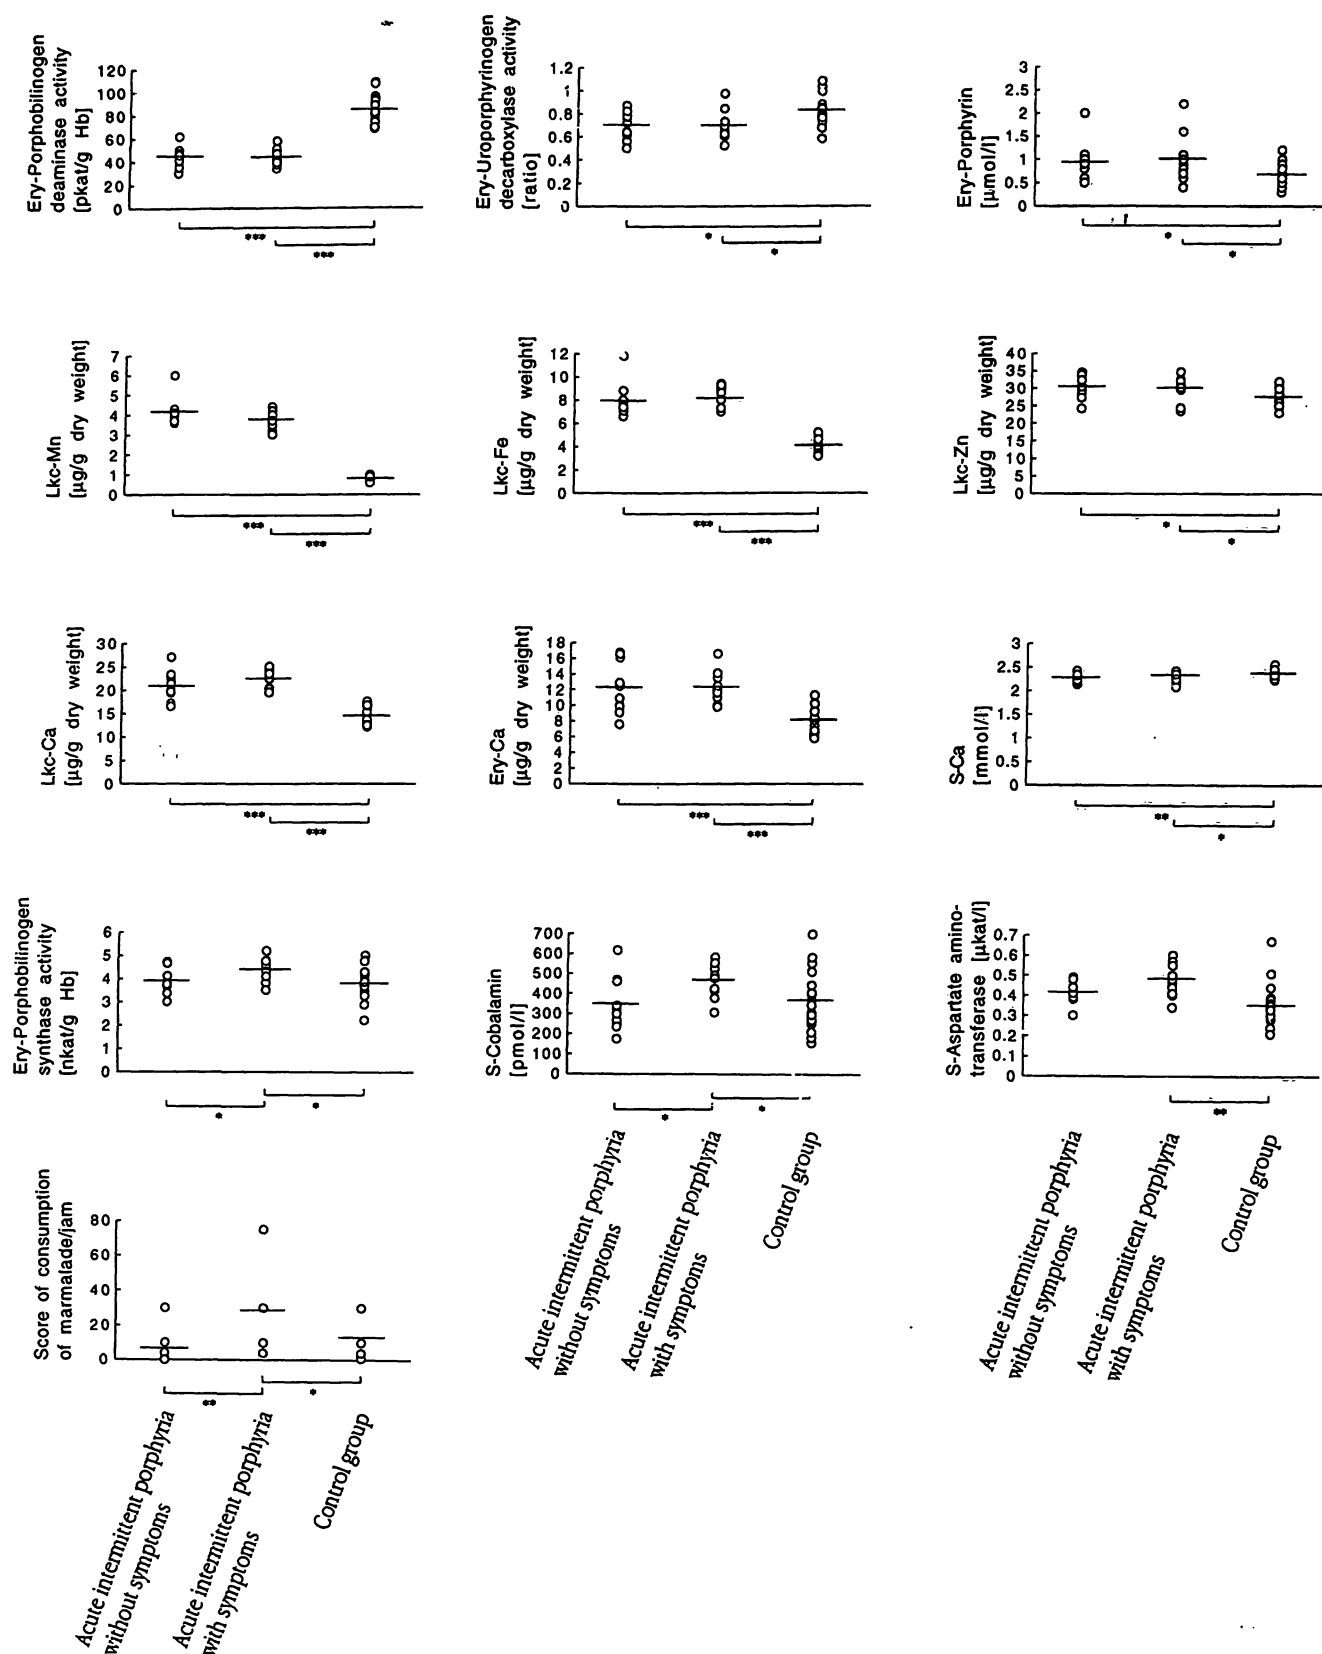 Ery-Porphobilinogen
deaminase activity
[pkat/g Hb]
120
100
80
60
40
20
0
***
***
Ery-Uroporphyrinogen
decarboxylase activity
[ratio]
1.2
1
0.8
0.6
0.4
0.2
0
*
*
Ery-Porphyrin
[µmol/l]
3
2.5
2
1.5
1
0.5
0
*
*
Lkc-Mn
[µg/g dry weight]
7
6
5
4
3
2
1
0
***
***
Lkc-Fe
[µg/g dry weight]
12
10
8
6
4
2
0
***
***
Lkc-Zn
[µg/g dry weight]
40
35
30
25
20
15
10
5
0
*
*
Lkc-Ca
[µg/g dry weight]
30
25
20
15
10
5
0
***
***
Ery-Ca
[µg/g dry weight]
18
16
14
12
10
8
6
4
2
0
***
***
S-Ca
[mmol/l]
3
2.5
2
1.5
1
0.5
0
**
*
Ery-Porphobilinogen
synthase activity
[nkat/g Hb]
6
5
4
3
2
1
0
*
*
S-Cobalamin
[pmol/l]
700
600
500
400
300
200
100
0
*
*
Acute intermittent porphyria
without symptoms
Acute intermittent porphyria
with symptoms
Control group
S-Aspartate amino-
transferase [µkat/l]
0.7
0.6
0.5
0.4
0.3
0.2
0.1
0
**
Acute intermittent porphyria
without symptoms
Acute intermittent porphyria
with symptoms
Control group
Score of consumption
of marmalade/jam
80
60
40
20
0
**
*
Acute intermittent porphyria
without symptoms
Acute intermittent porphyria
with symptoms
Control group